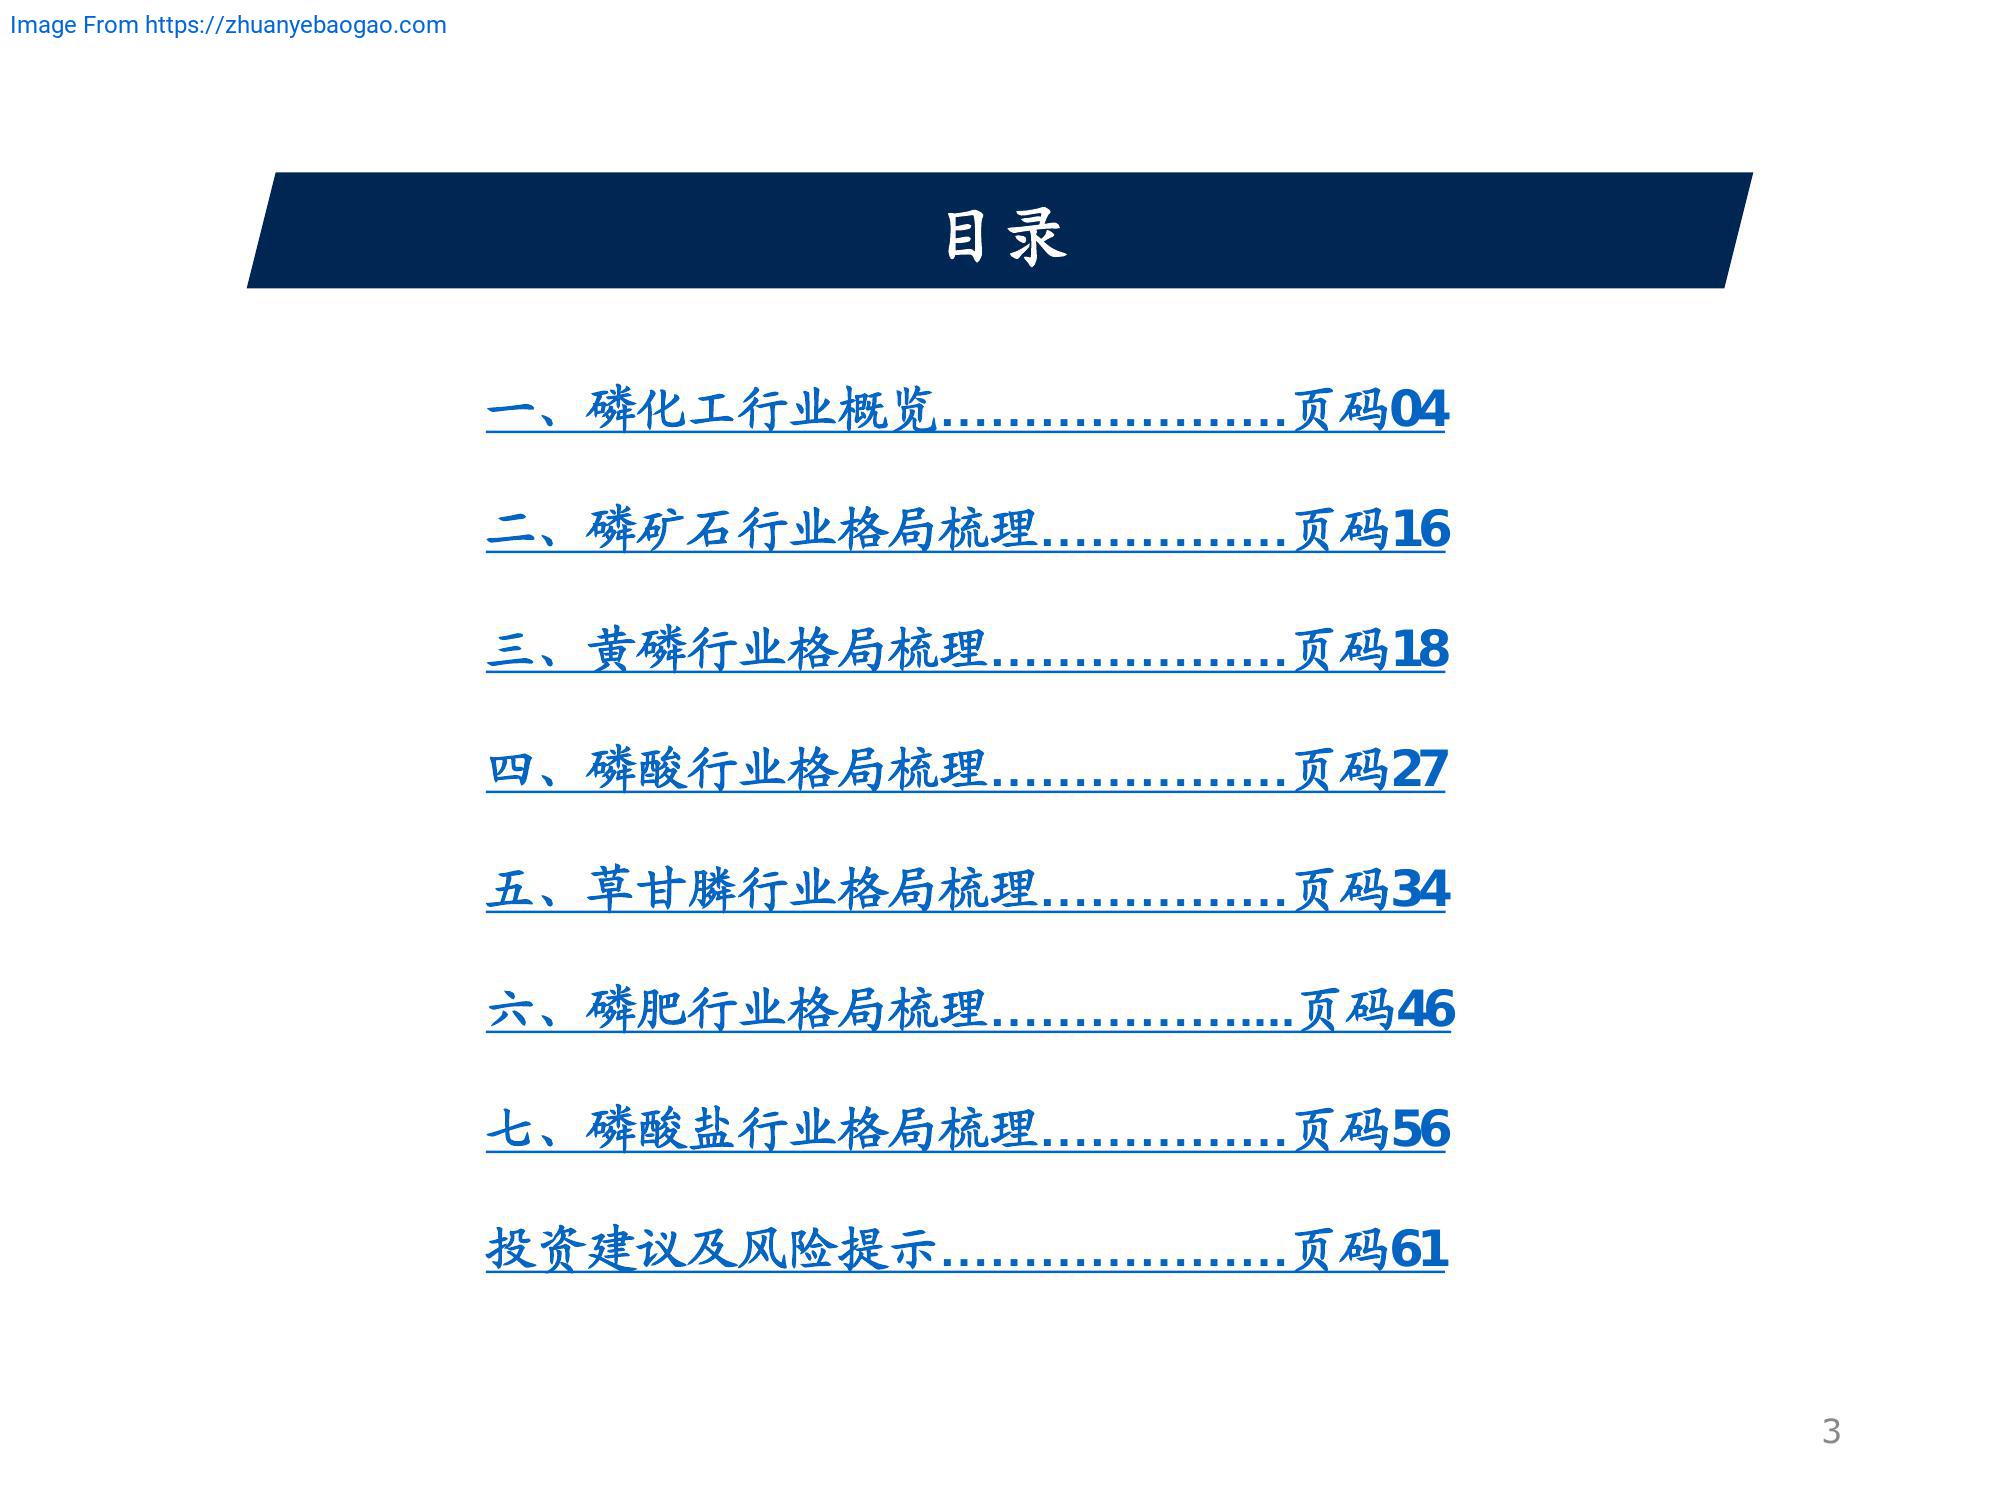 Image From https://zhuanyebaogao.com
目录
一、磷化工行业概览.....................页码04
二、磷矿石行业格局梳理...............页码16
三、黄磷行业格局梳理..................页码18
四、磷酸行业格局梳理..................页码27
五、草甘膦行业格局梳理...............页码34
六、磷肥行业格局梳理...................页码46
七、磷酸盐行业格局梳理...............页码56
投资建议及风险提示.....................页码61
3